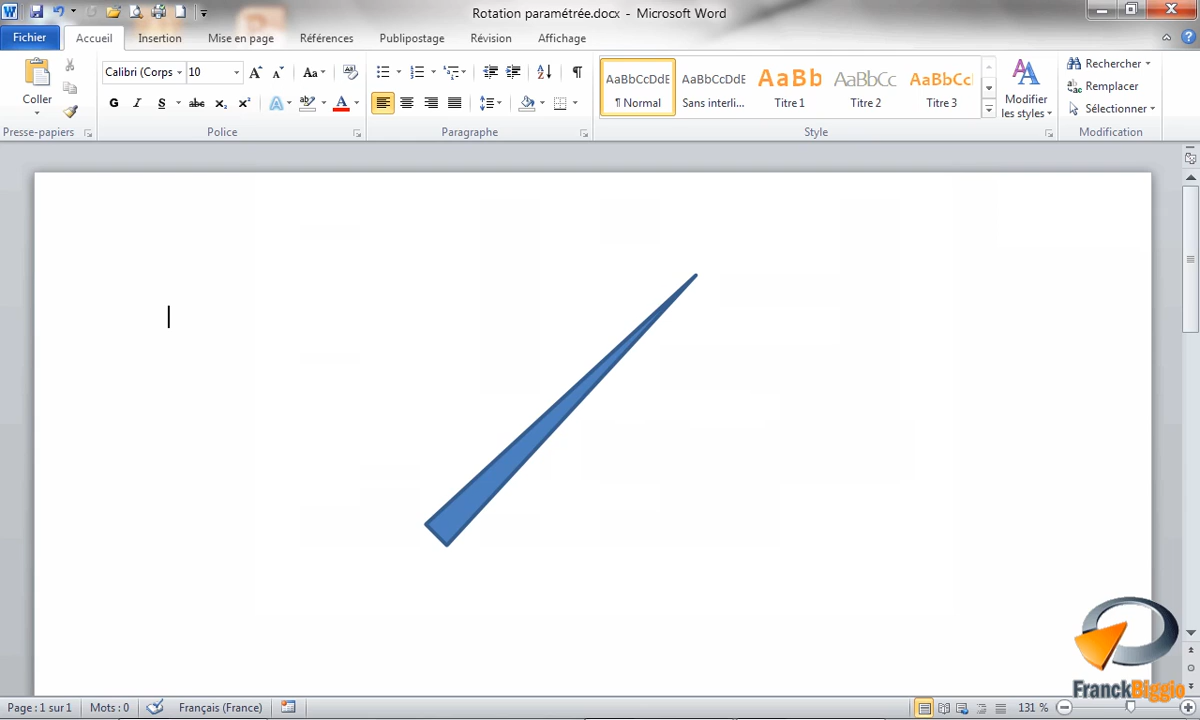 Rotation paramétrée.docx - Microsoft Word
Fichier
Accueil
Insertion
Mise en page
Références
Publipostage
Révision
Affichage
Coller
Presse-papiers
Calibri (Corps
10
Aa
G I S abc x₂ x²
A
A
Police
Paragraphe
AaBbCcDdE
¶ Normal
AaBbCcDdE
Sans interli...
AaBb
Titre 1
AaBbCc
Titre 2
AaBbCc
Titre 3
Modifier
les styles
Style
Rechercher
Remplacer
Sélectionner
Modification
FranckBiggio
Page : 1 sur 1
Mots : 0
Français (France)
131 %